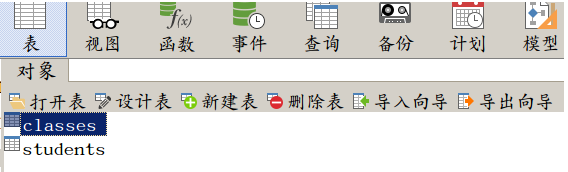 f(x)
表 视图 函数 事件 查询 备份 计划 模型
对象
打开表 设计表 新建表 删除表 导入向导 导出向导
classes
students